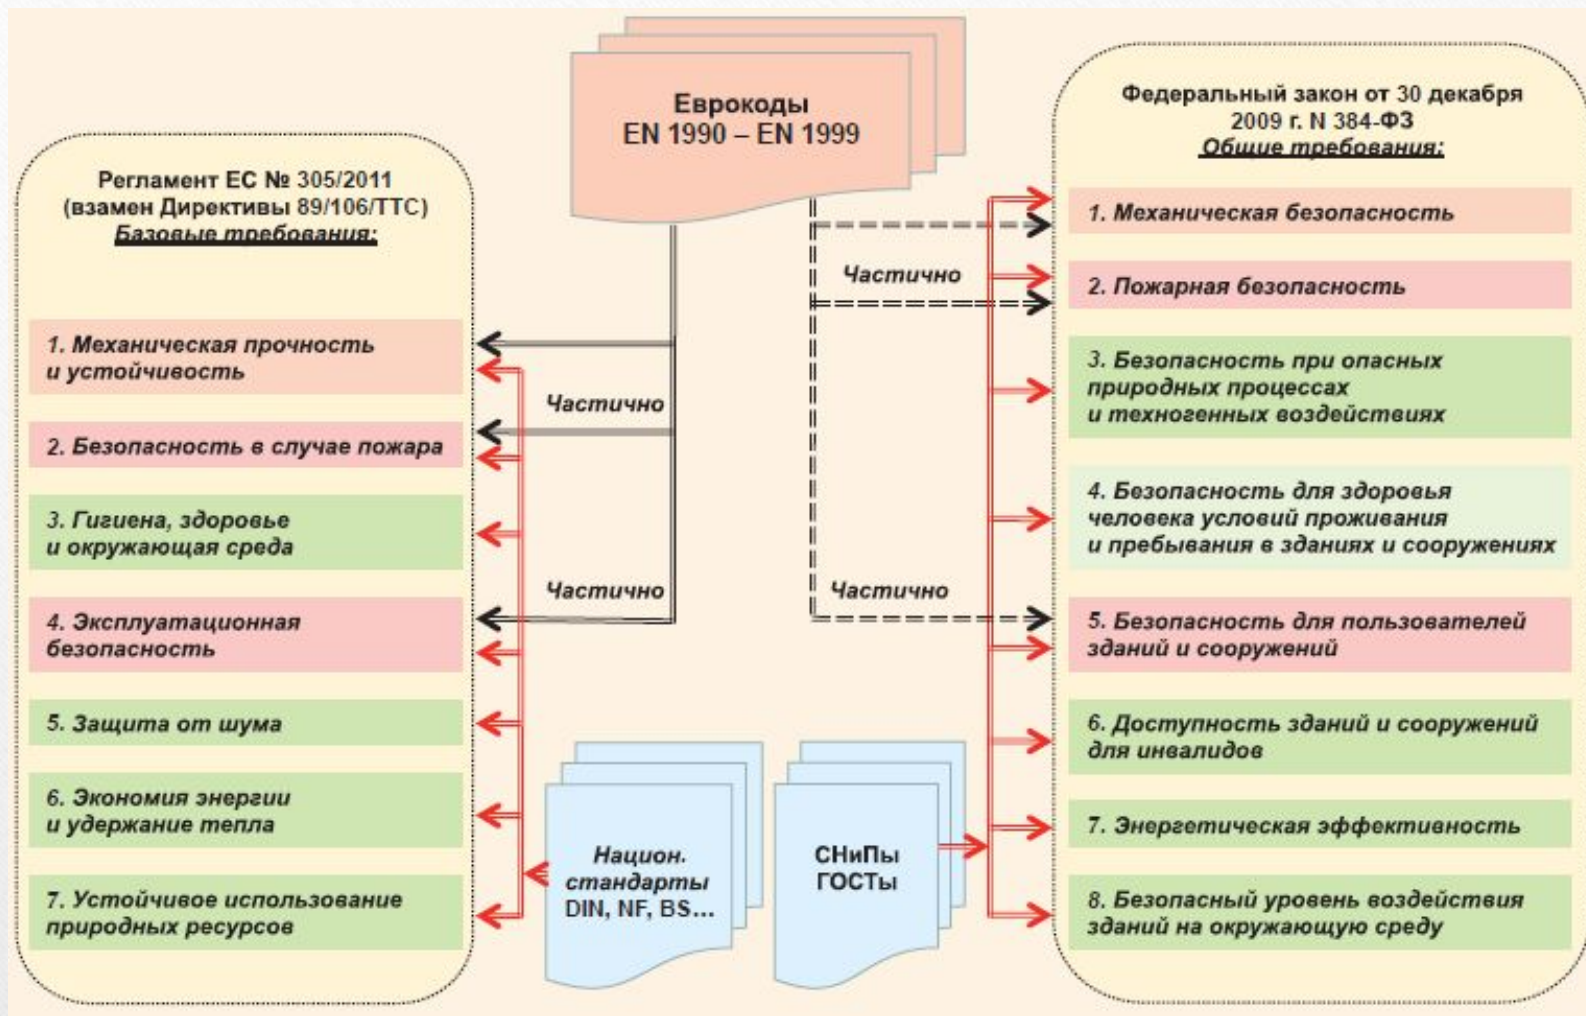 Еврокоды
EN 1990 – EN 1999
Регламент ЕС № 305/2011
(взамен Директивы 89/106/ТТС)
Базовые требования:
1. Механическая прочность
и устойчивость
2. Безопасность в случае пожара
3. Гигиена, здоровье
и окружающая среда
4. Эксплуатационная
безопасность
5. Защита от шума
6. Экономия энергии
и удержание тепла
7. Устойчивое использование
природных ресурсов
Частично
Частично
Национ.
стандарты
DIN, NF, BS...
Частично
Частично
СНиПы
ГОСТы
Федеральный закон от 30 декабря
2009 г. N 384-ФЗ
Общие требования:
1. Механическая безопасность
2. Пожарная безопасность
3. Безопасность при опасных
природных процессах
и техногенных воздействиях
4. Безопасность для здоровья
человека условий проживания
и пребывания в зданиях и сооружениях
5. Безопасность для пользователей
зданий и сооружений
6. Доступность зданий и сооружений
для инвалидов
7. Энергетическая эффективность
8. Безопасный уровень воздействия
зданий на окружающую среду